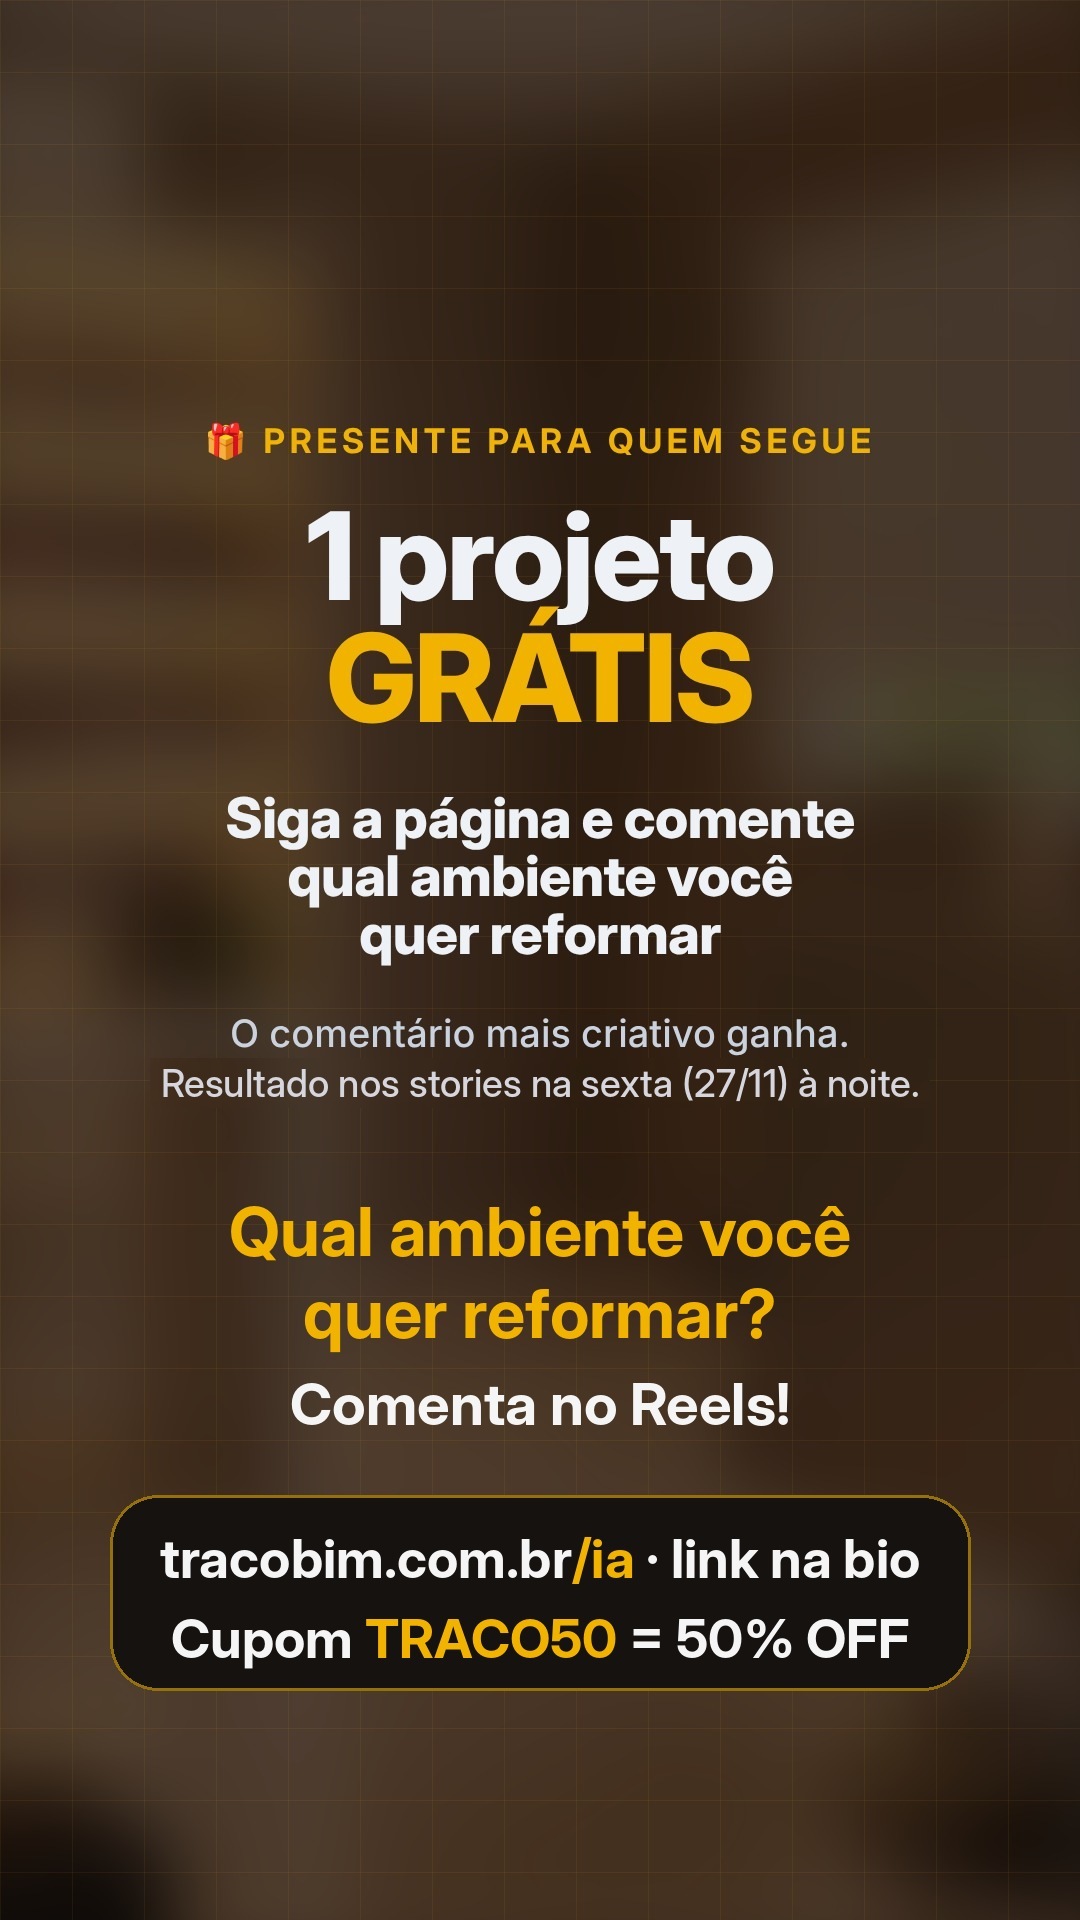 🎁 PRESENTE PARA QUEM SEGUE
1 projeto
GRÁTIS
Siga a página e comente
qual ambiente você
quer reformar
O comentário mais criativo ganha.
Resultado nos stories na sexta (27/11) à noite.
Qual ambiente você
quer reformar?
Comenta no Reels!
tracobim.com.br/ia · link na bio
Cupom TRACO50 = 50% OFF